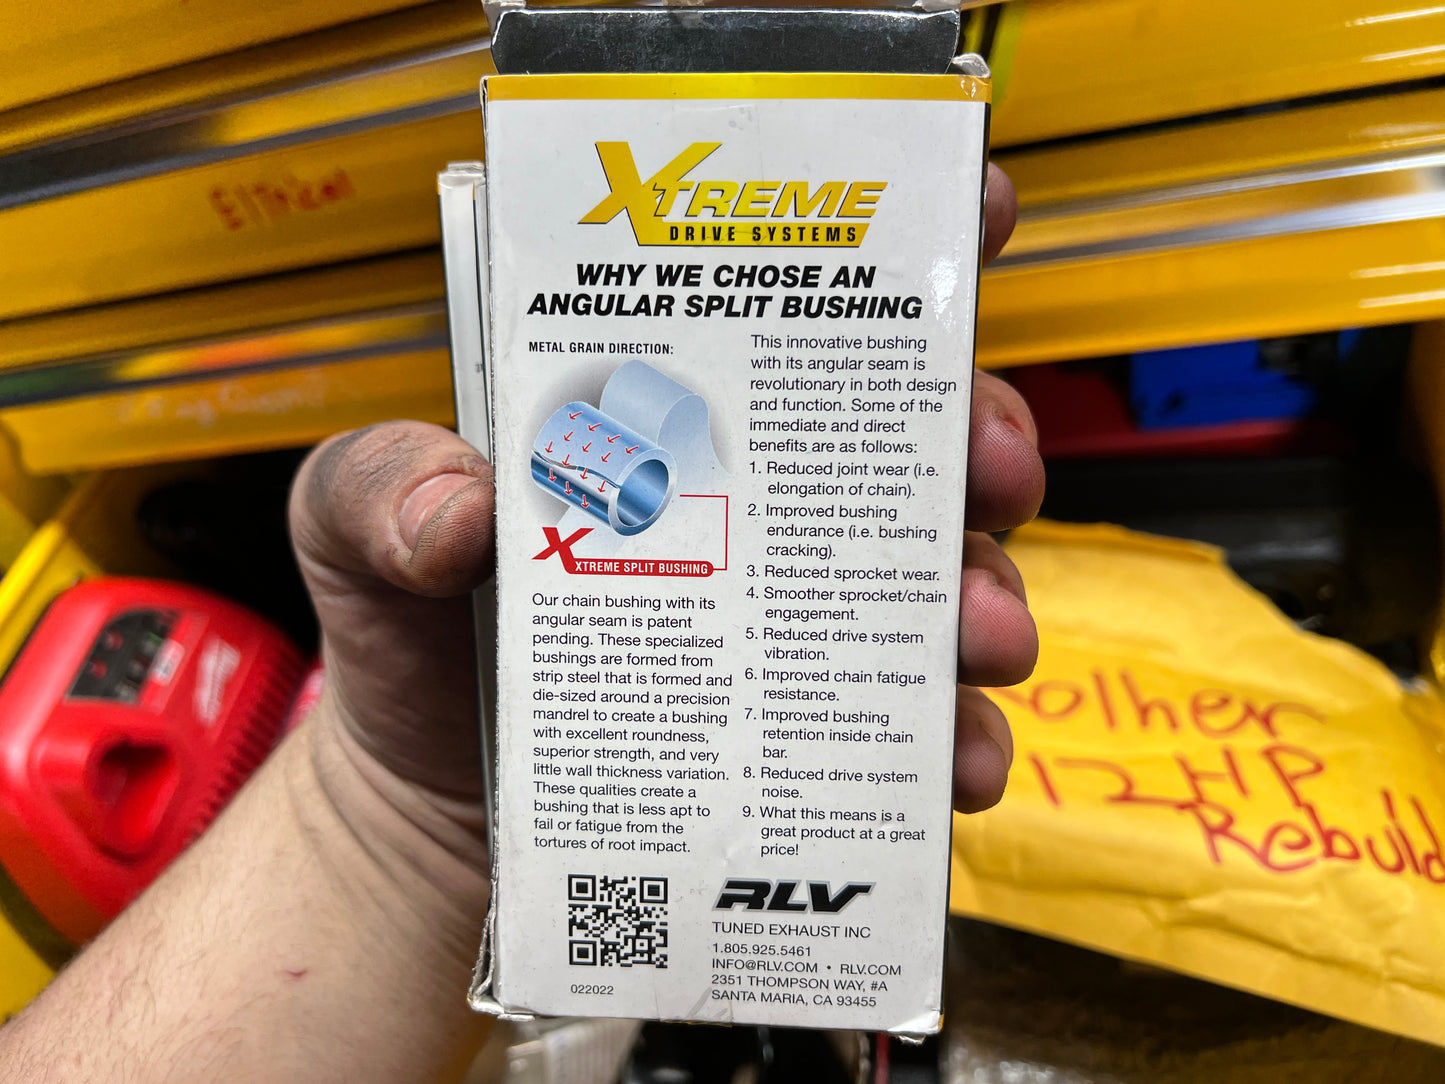 ElTrical
XTREME
DRIVE SYSTEMS
WHY WE CHOSE AN
ANGULAR SPLIT BUSHING
METAL GRAIN DIRECTION:
X
XTREME SPLIT BUSHING
Our chain bushing with its
angular seam is patent
pending. These specialized
bushings are formed from
strip steel that is formed and
die-sized around a precision
mandrel to create a bushing
with excellent roundness,
superior strength, and very
little wall thickness variation.
These qualities create a
bushing that is less apt to
fail or fatigue from the
tortures of root impact.
This innovative bushing
with its angular seam is
revolutionary in both design
and function. Some of the
immediate and direct
benefits are as follows:
1. Reduced joint wear (i.e.
elongation of chain).
2. Improved bushing
endurance (i.e. bushing
cracking).
3. Reduced sprocket wear.
4. Smoother sprocket/chain
engagement.
5. Reduced drive system
vibration.
6. Improved chain fatigue
resistance.
7. Improved bushing
retention inside chain
bar.
8. Reduced drive system
noise.
9. What this means is a
great product at a great
price!
022022
RLV
TUNED EXHAUST INC
1.805.925.5461
INFO@RLV.COM • RLV.COM
2351 THOMPSON WAY, #A
SANTA MARIA, CA 93455
Milwaukee
12 HP
Rebuild